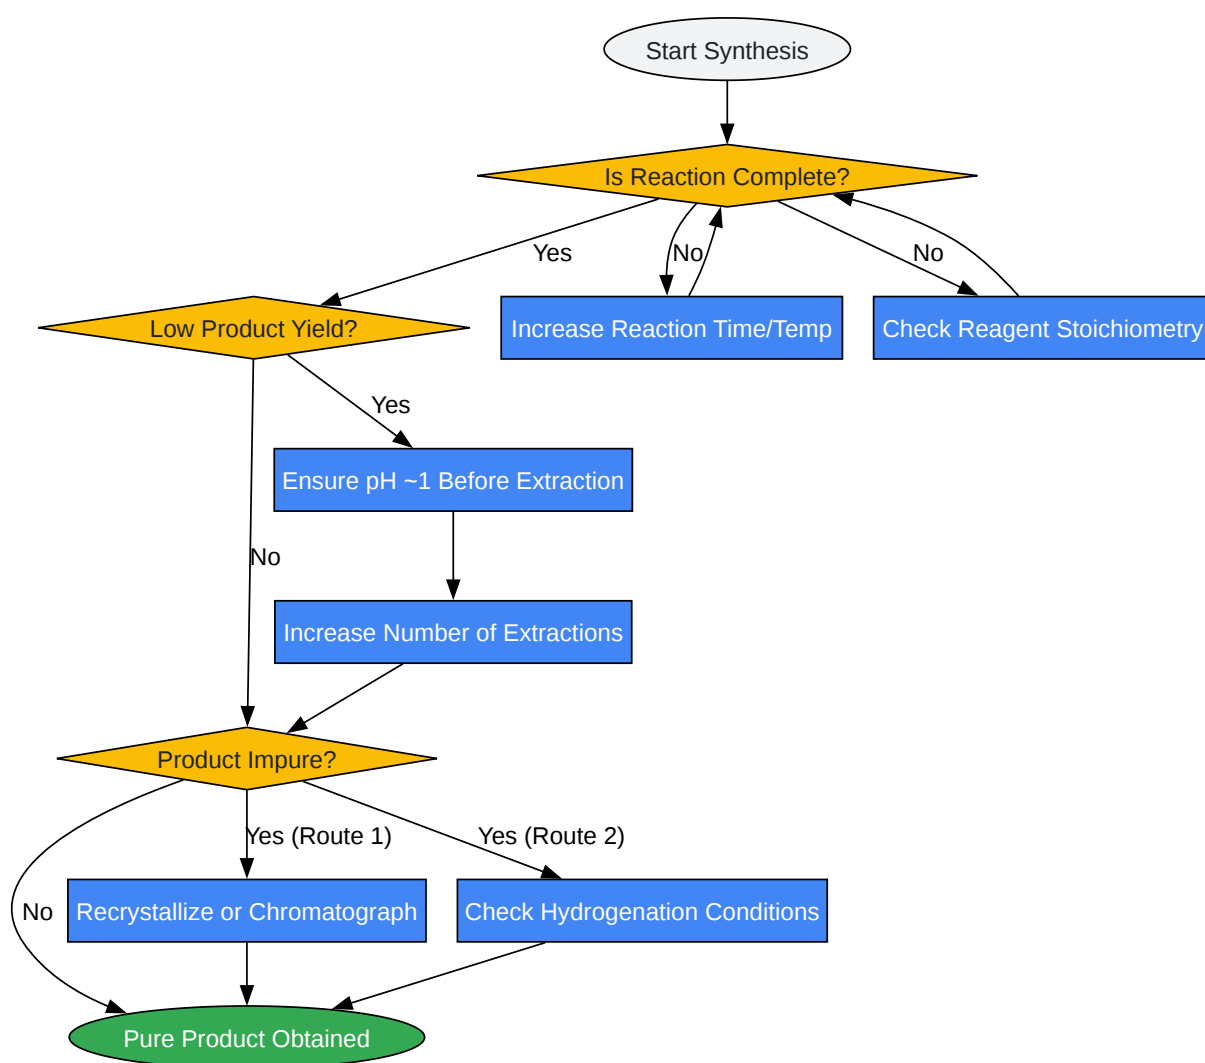 Start Synthesis
Is Reaction Complete?
Yes
No
No
Low Product Yield?
Increase Reaction Time/Temp
Check Reagent Stoichiometry
Yes
Ensure pH ~1 Before Extraction
No
Increase Number of Extractions
Product Impure?
Yes (Route 1)
Yes (Route 2)
No
Recrystallize or Chromatograph
Check Hydrogenation Conditions
Pure Product Obtained